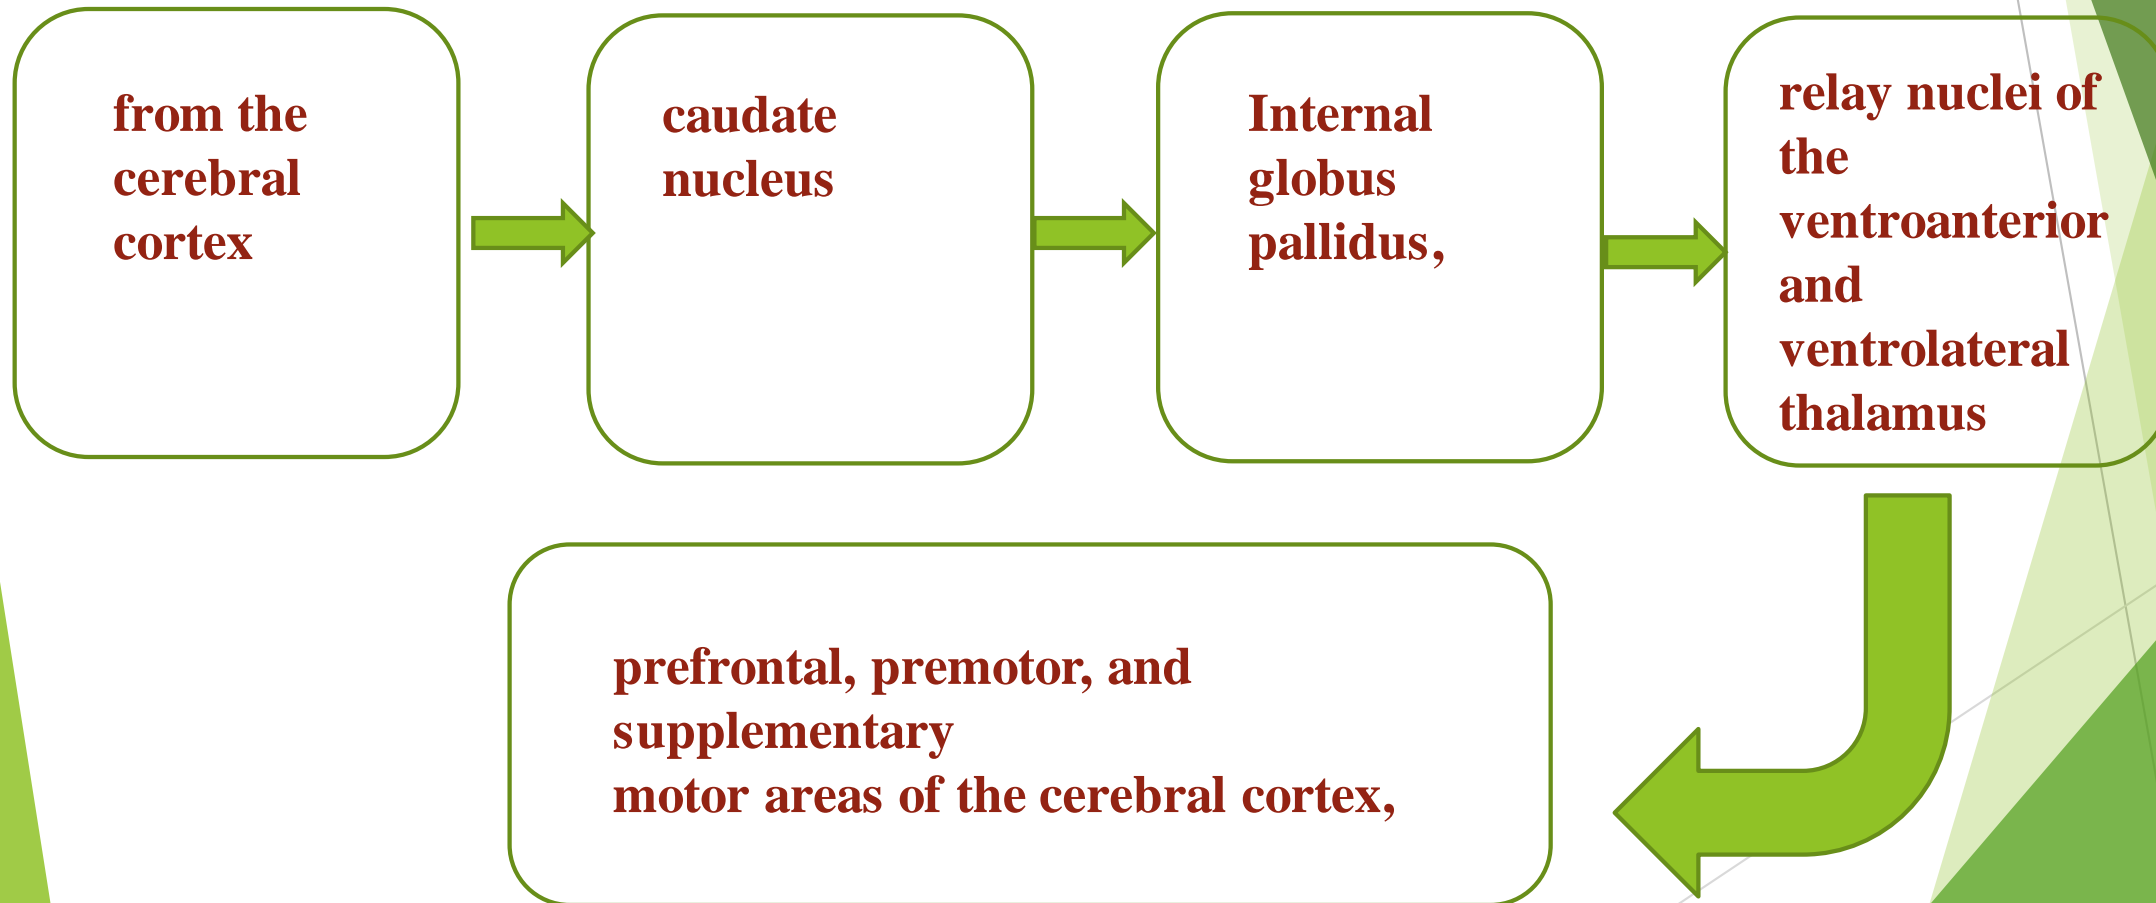 from the
cerebral
cortex
caudate
nucleus
Internal
globus
pallidus,
relay nuclei of
the
ventroanterior
and
ventrolateral
thalamus
prefrontal, premotor, and
supplementary
motor areas of the cerebral cortex,